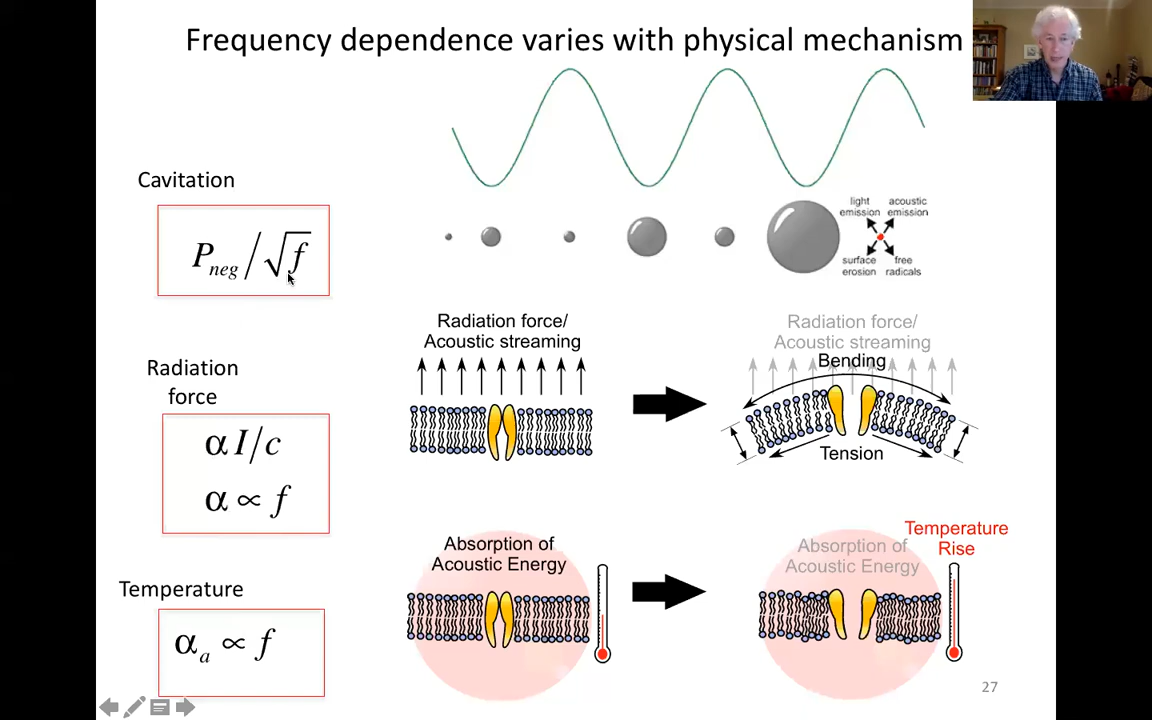 Frequency dependence varies with physical mechanism
Cavitation
P_neg / √f
light emission
acoustic emission
surface erosion
free radicals
Radiation force
α I/c
α ∝ f
Radiation force/
Acoustic streaming
Radiation force/
Acoustic streaming
Bending
Tension
Temperature
α_a ∝ f
Absorption of
Acoustic Energy
Absorption of
Acoustic Energy
Temperature
Rise
27